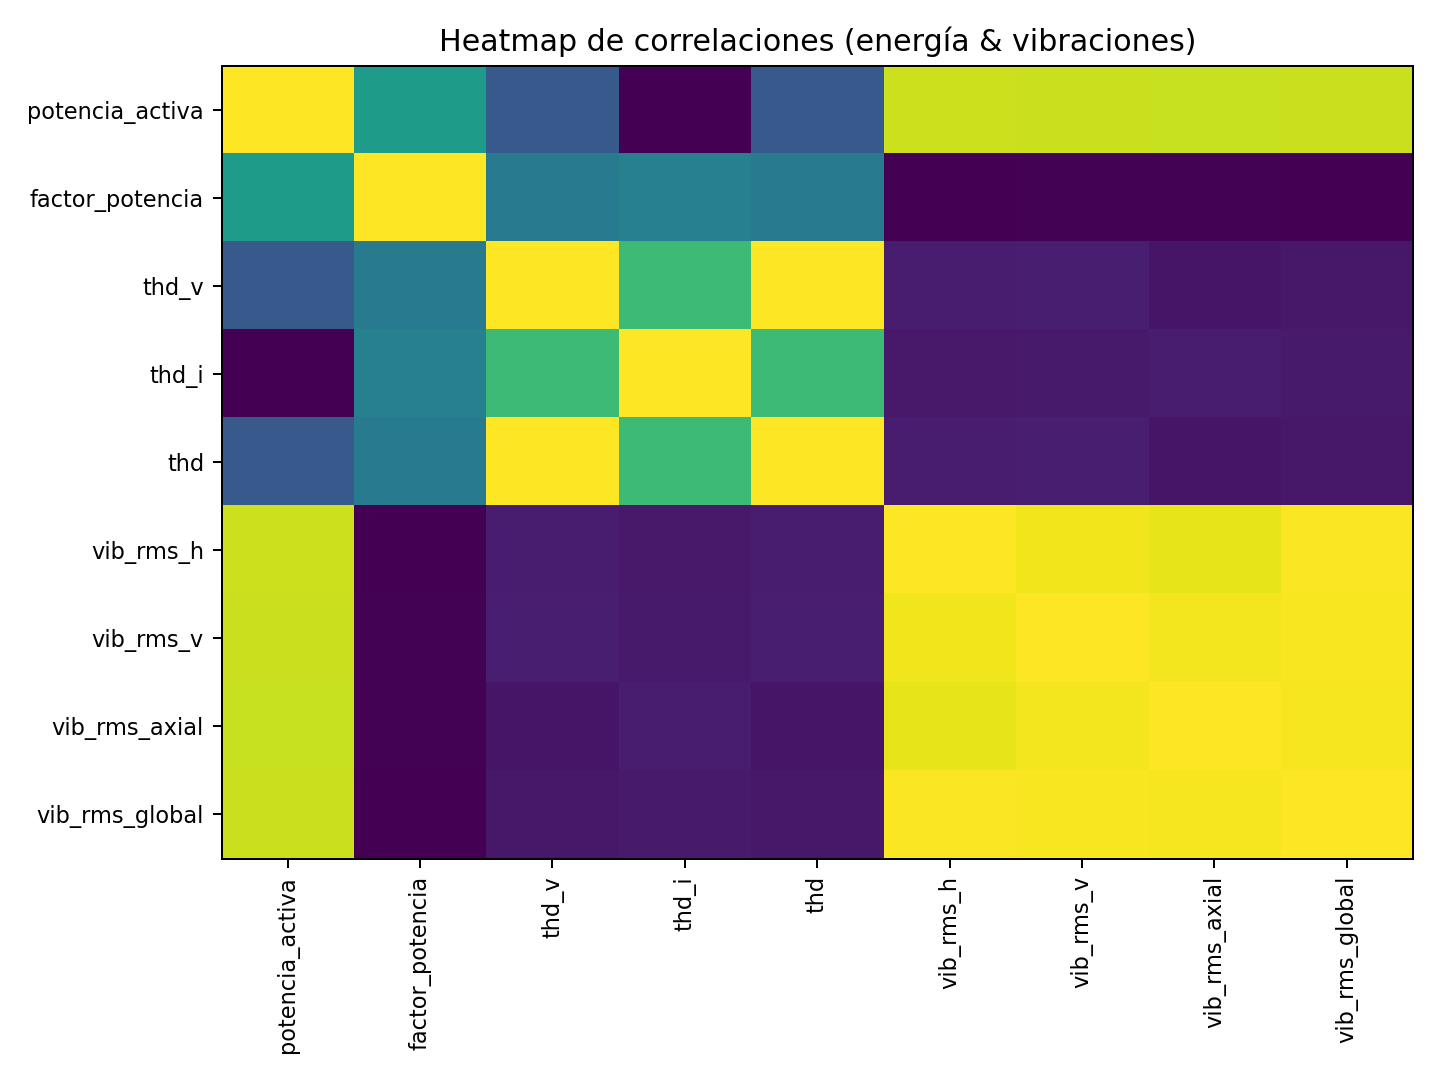 Heatmap de correlaciones (energía & vibraciones)
potencia_activa
factor_potencia
thd_v
thd_i
thd
vib_rms_h
vib_rms_v
vib_rms_axial
vib_rms_global
potencia_activa
factor_potencia
thd_v
thd_i
thd
vib_rms_h
vib_rms_v
vib_rms_axial
vib_rms_global